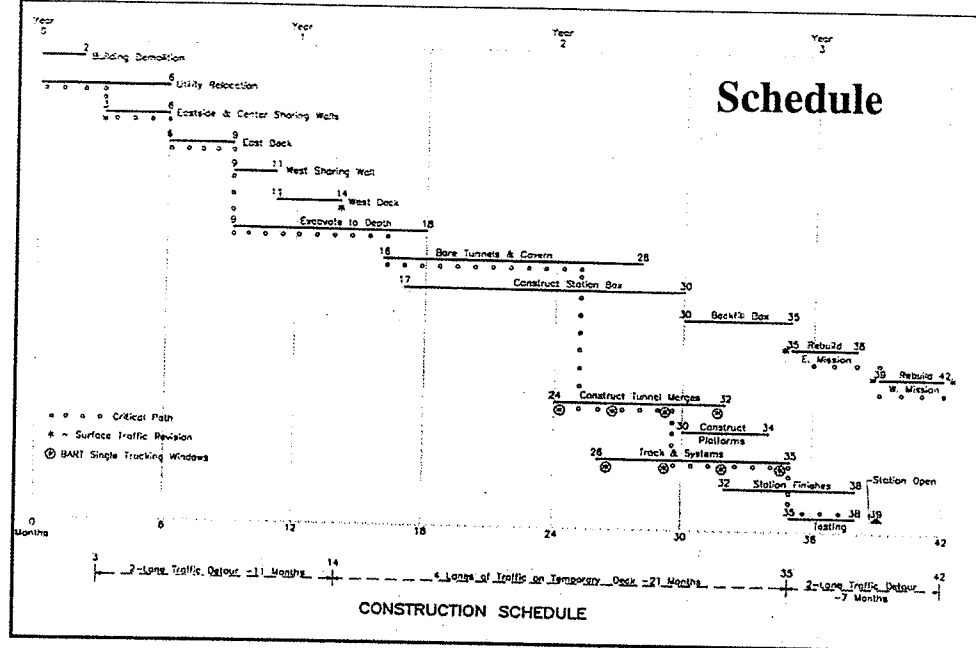 Year
0
Year
1
Year
2
Year
3
Schedule
2 Building Demolition
6 Utility Relocation
3 6 Eastside & Center Shoring Walls
6 9 East Deck
9 11 West Shoring Wall
11 14 West Deck
*
9 Excavate to Depth 18
16 Bore Tunnels & Cavern 28
17 Construct Station Box 30
30 Backfill Box 35
* 35 Rebuild 38
E. Mission
* 39 Rebuild 42 *
W. Mission
24 Construct Tunnel Merges 32
30 Construct 34
Platforms
26 Track & Systems 35
32 Station Finishes 38
Station Open
35 38 39
Testing
Critical Path
* ~ Surface Traffic Revision
BART Single Tracking Windows
0 6 12 18 24 30 36 42
Months
3 14 35 42
2-Lane Traffic Detour ~11 Months
4 Lanes of Traffic on Temporary Deck ~21 Months
2-Lane Traffic Detour
~7 Months
CONSTRUCTION SCHEDULE